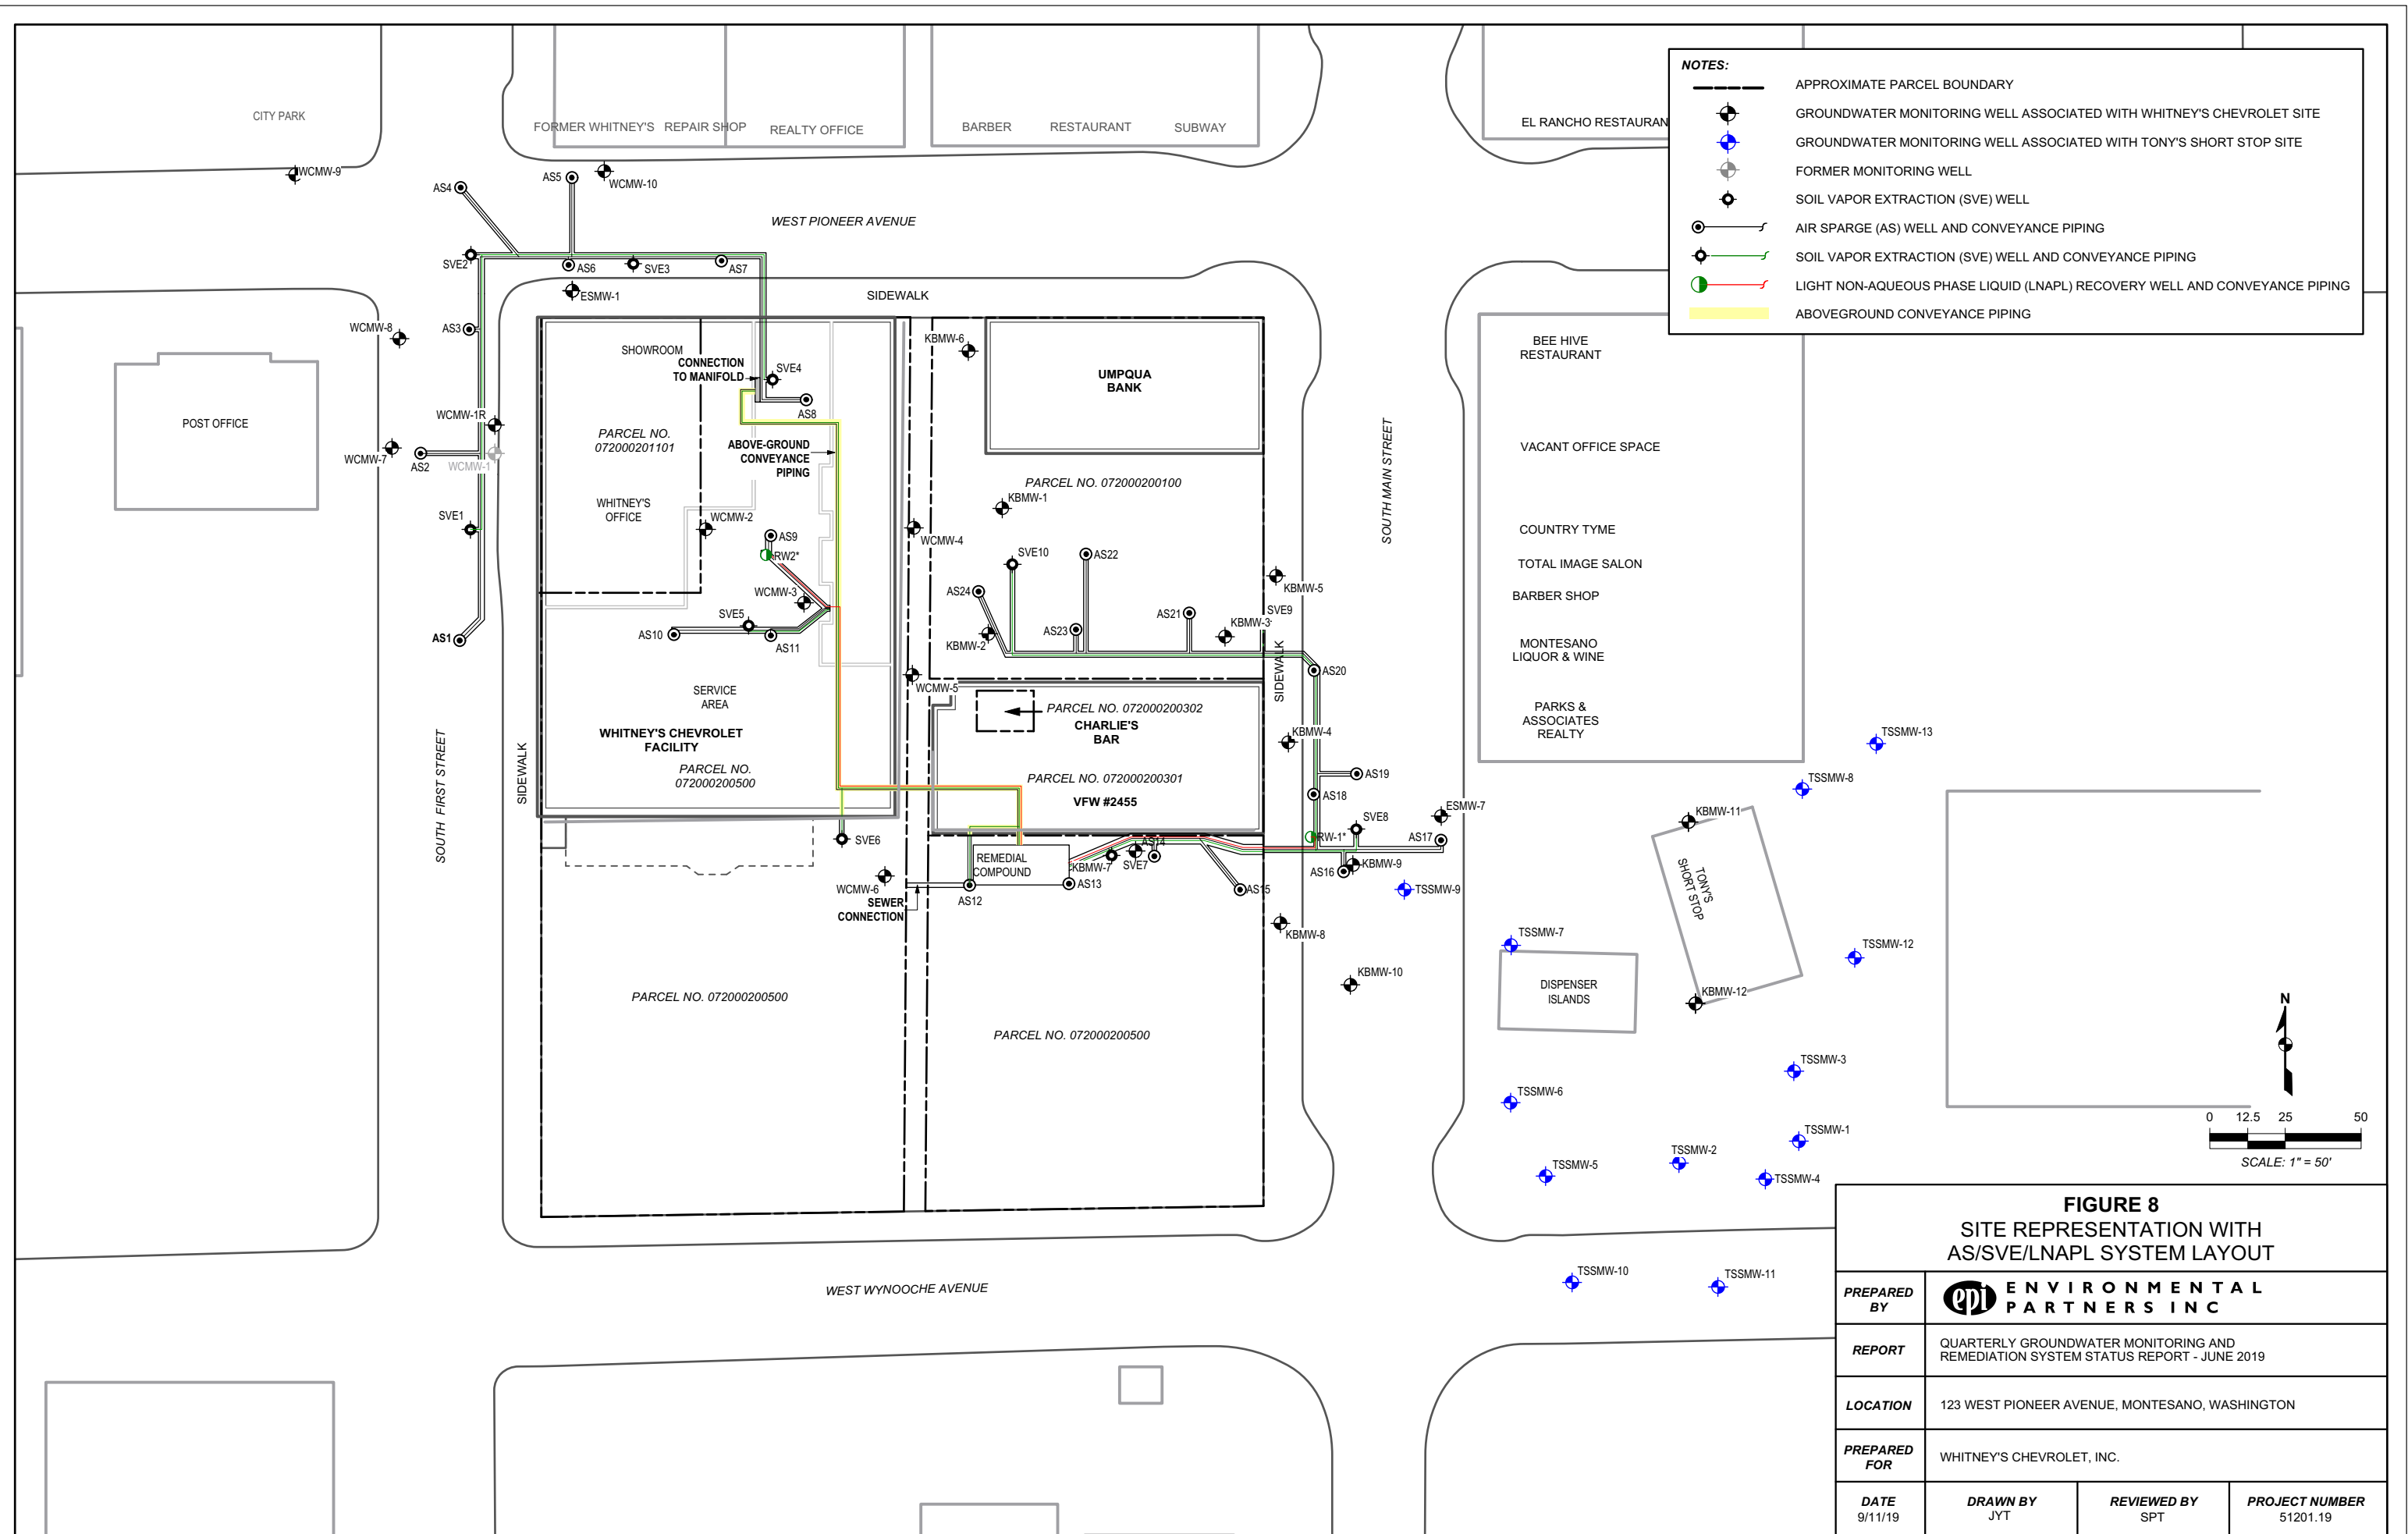 NOTES:
APPROXIMATE PARCEL BOUNDARY
GROUNDWATER MONITORING WELL ASSOCIATED WITH WHITNEY'S CHEVROLET SITE
GROUNDWATER MONITORING WELL ASSOCIATED WITH TONY'S SHORT STOP SITE
FORMER MONITORING WELL
SOIL VAPOR EXTRACTION (SVE) WELL
AIR SPARGE (AS) WELL AND CONVEYANCE PIPING
SOIL VAPOR EXTRACTION (SVE) WELL AND CONVEYANCE PIPING
LIGHT NON-AQUEOUS PHASE LIQUID (LNAPL) RECOVERY WELL AND CONVEYANCE PIPING
ABOVEGROUND CONVEYANCE PIPING
CITY PARK
FORMER WHITNEY'S REPAIR SHOP
REALTY OFFICE
BARBER
RESTAURANT
SUBWAY
EL RANCHO RESTAURAN
WCMW-9
AS4
AS5
WCMW-10
WEST PIONEER AVENUE
SVE2
AS6
SVE3
AS7
ESMW-1
SIDEWALK
WCMW-8
AS3
SHOWROOM
CONNECTION
TO MANIFOLD
SVE4
AS8
KBMW-6
UMPQUA
BANK
BEE HIVE
RESTAURANT
POST OFFICE
WCMW-1R
WCMW-7
AS2
WCMW-1
PARCEL NO.
072000201101
ABOVE-GROUND
CONVEYANCE
PIPING
SOUTH MAIN STREET
VACANT OFFICE SPACE
PARCEL NO. 072000200100
SVE1
WHITNEY'S
OFFICE
WCMW-2
AS9
RW2*
WCMW-4
KBMW-1
SVE10
AS22
COUNTRY TYME
TOTAL IMAGE SALON
BARBER SHOP
WCMW-3
AS24
KBMW-5
SVE9
AS1
AS10
SVE5
AS11
KBMW-2
AS23
AS21
KBMW-3
MONTESANO
LIQUOR & WINE
AS20
SIDEWALK
WCMW-5
SERVICE
AREA
PARCEL NO. 072000200302
CHARLIE'S
BAR
PARKS &
ASSOCIATES
REALTY
WHITNEY'S CHEVROLET
FACILITY
PARCEL NO.
072000200500
KBMW-4
TSSMW-13
SOUTH FIRST STREET
SIDEWALK
PARCEL NO. 072000200301
VFW #2455
AS19
AS18
TSSMW-8
ESMW-7
KBMW-11
SVE6
REMEDIAL
COMPOUND
KBMW-7
SVE7
AS14
RW-1*
SVE8
AS17
AS16
KBMW-9
WCMW-6
SEWER
CONNECTION
AS12
AS13
AS15
TSSMW-9
TONY'S
SHORT STOP
KBMW-8
TSSMW-7
TSSMW-12
KBMW-10
DISPENSER
ISLANDS
KBMW-12
PARCEL NO. 072000200500
PARCEL NO. 072000200500
N
TSSMW-3
TSSMW-6
0 12.5 25 50
SCALE: 1" = 50'
TSSMW-1
TSSMW-2
TSSMW-5
TSSMW-4
TSSMW-10
TSSMW-11
WEST WYNOOCHE AVENUE
FIGURE 8
SITE REPRESENTATION WITH
AS/SVE/LNAPL SYSTEM LAYOUT
PREPARED
BY
epi
ENVIRONMENTAL
PARTNERS INC
REPORT
QUARTERLY GROUNDWATER MONITORING AND
REMEDIATION SYSTEM STATUS REPORT - JUNE 2019
LOCATION
123 WEST PIONEER AVENUE, MONTESANO, WASHINGTON
PREPARED
FOR
WHITNEY'S CHEVROLET, INC.
DATE
9/11/19
DRAWN BY
JYT
REVIEWED BY
SPT
PROJECT NUMBER
51201.19